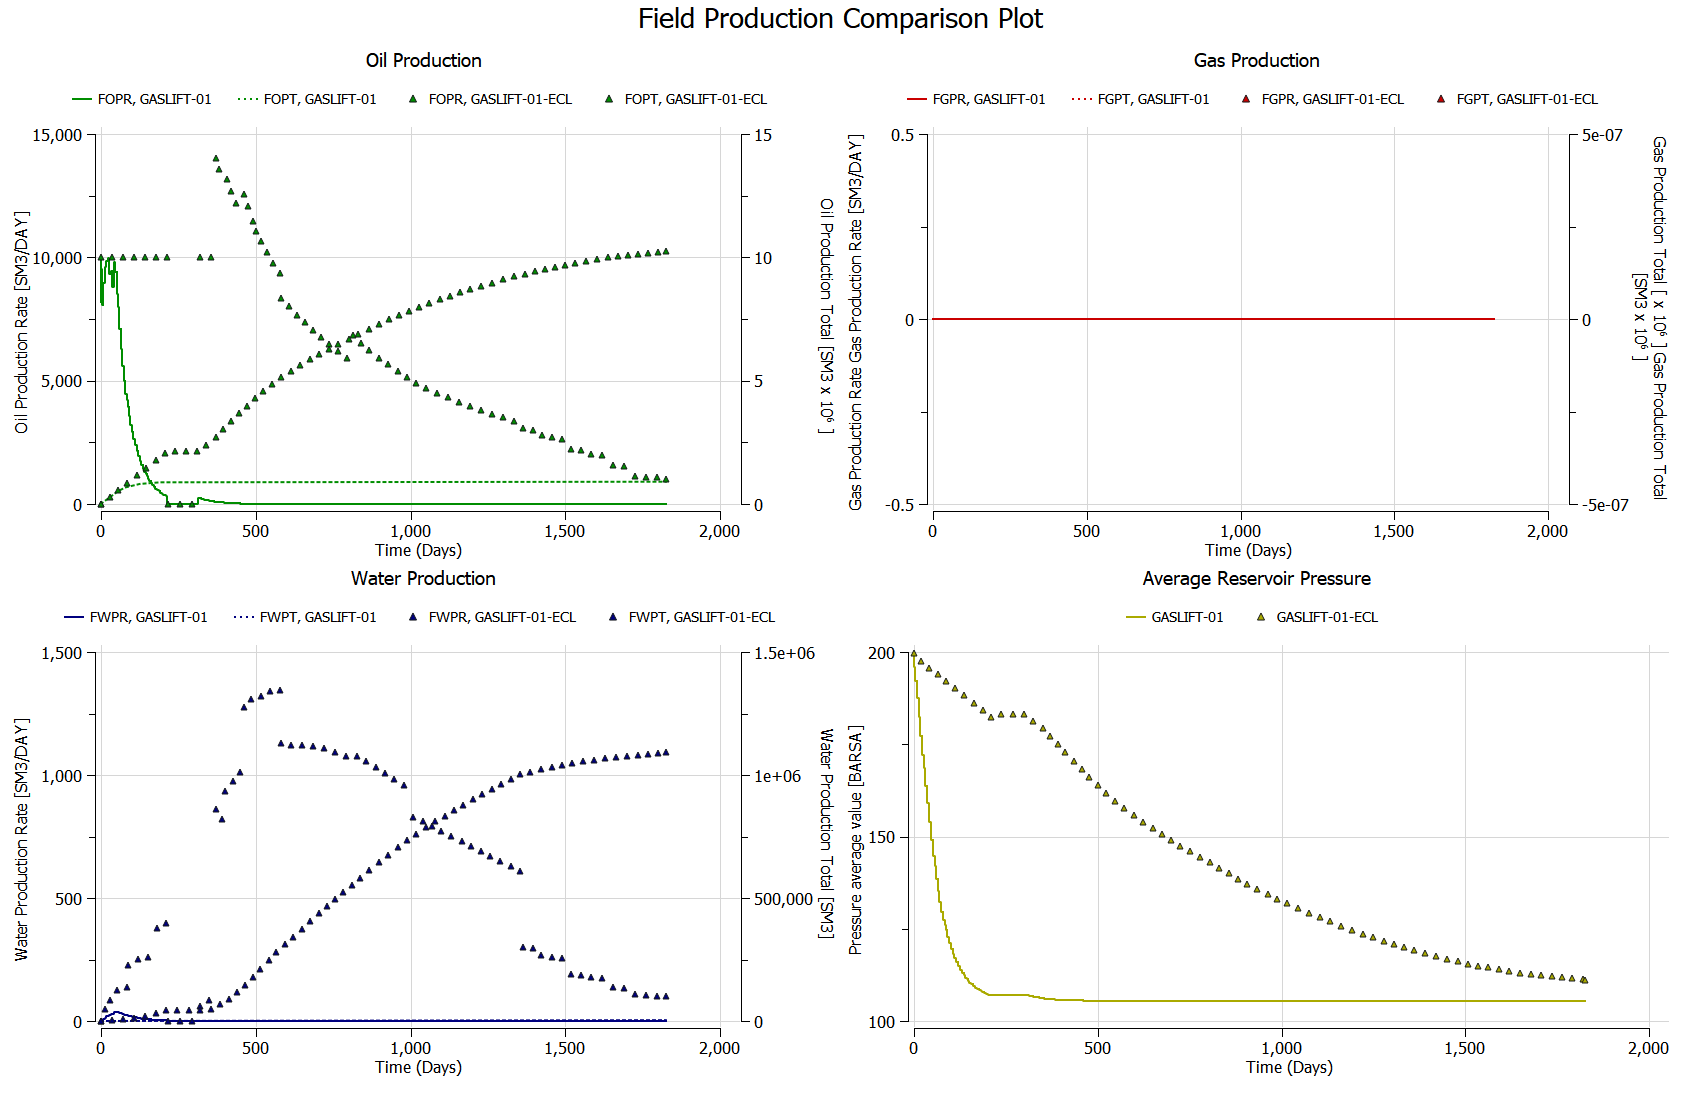 Field Production Comparison Plot
Oil Production
FOPR, GASLIFT-01 FOPT, GASLIFT-01 FOPR, GASLIFT-01-ECL FOPT, GASLIFT-01-ECL
15,000
10,000
5,000
0
Oil Production Rate [SM3/DAY]
15
10
5
0
Oil Production Total [SM3 x 10⁶ ]
0 500 1,000 1,500 2,000
Time (Days)
Gas Production
FGPR, GASLIFT-01 FGPT, GASLIFT-01 FGPR, GASLIFT-01-ECL FGPT, GASLIFT-01-ECL
0.5
0
-0.5
Gas Production Rate Gas Production Rate [SM3/DAY]
5e-07
0
-5e-07
Gas Production Total [ x 10⁶ ] Gas Production Total
[SM3 x 10⁶ ]
0 500 1,000 1,500 2,000
Time (Days)
Water Production
FWPR, GASLIFT-01 FWPT, GASLIFT-01 FWPR, GASLIFT-01-ECL FWPT, GASLIFT-01-ECL
1,500
1,000
500
0
Water Production Rate [SM3/DAY]
1.5e+06
1e+06
500,000
0
Water Production Total [SM3]
0 500 1,000 1,500 2,000
Time (Days)
Average Reservoir Pressure
GASLIFT-01 GASLIFT-01-ECL
200
150
100
Pressure average value [BARSA]
0 500 1,000 1,500 2,000
Time (Days)